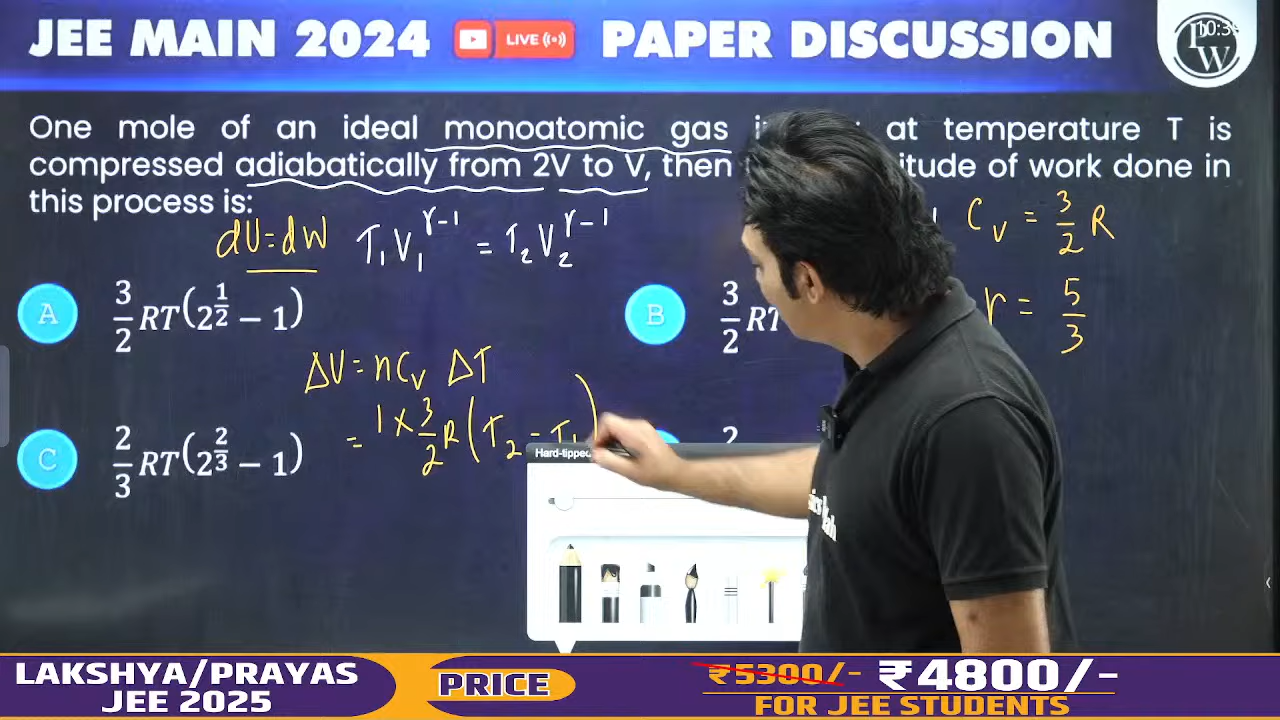 JEE MAIN 2024 LIVE PAPER DISCUSSION
10:3
P
W
One mole of an ideal monoatomic gas at temperature T is
compressed adiabatically from 2V to V, then of work done in
this process is:
dU=dW T₁V₁^{γ-1} = T₂V₂^{γ-1}
C_v = 3/2 R
γ = 5/3
A 3/2 RT(2^{1/2} − 1)
B 3/2 RT
ΔU = nC_v ΔT
= 1 × 3/2 R (T₂ − T₁)
C 2/3 RT(2^{2/3} − 1)
2
Hard-tipped
LAKSHYA/PRAYAS
JEE 2025
PRICE
₹5300/- ₹4800/-
FOR JEE STUDENTS